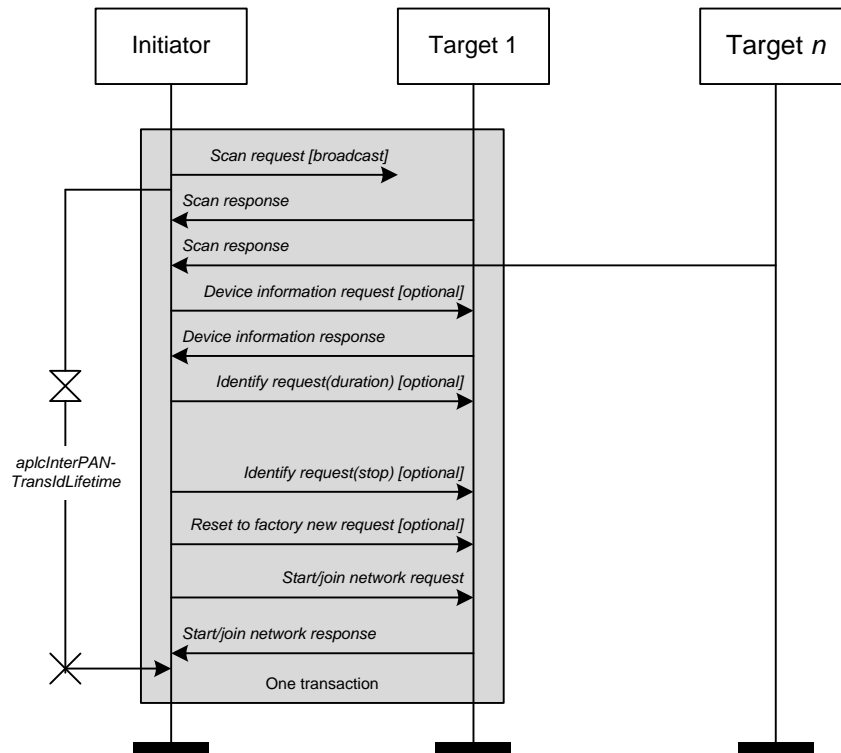 Initiator
Target 1
Target n
Scan request [broadcast]
Scan response
Scan response
Device information request [optional]
Device information response
Identify request(duration) [optional]
aplcInterPAN-
TransIdLifetime
Identify request(stop) [optional]
Reset to factory new request [optional]
Start/join network request
Start/join network response
One transaction